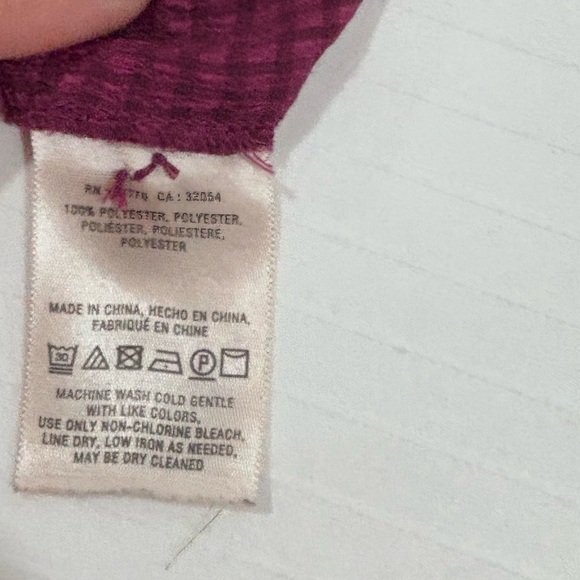 RN CA: 32054
100% POLYESTER, POLYESTER,
POLIÉSTER, POLIESTERE,
POLYESTER
MADE IN CHINA, HECHO EN CHINA,
FABRIQUÉ EN CHINE
30 P
MACHINE WASH COLD GENTLE
WITH LIKE COLORS,
USE ONLY NON-CHLORINE BLEACH,
LINE DRY, LOW IRON AS NEEDED,
MAY BE DRY CLEANED